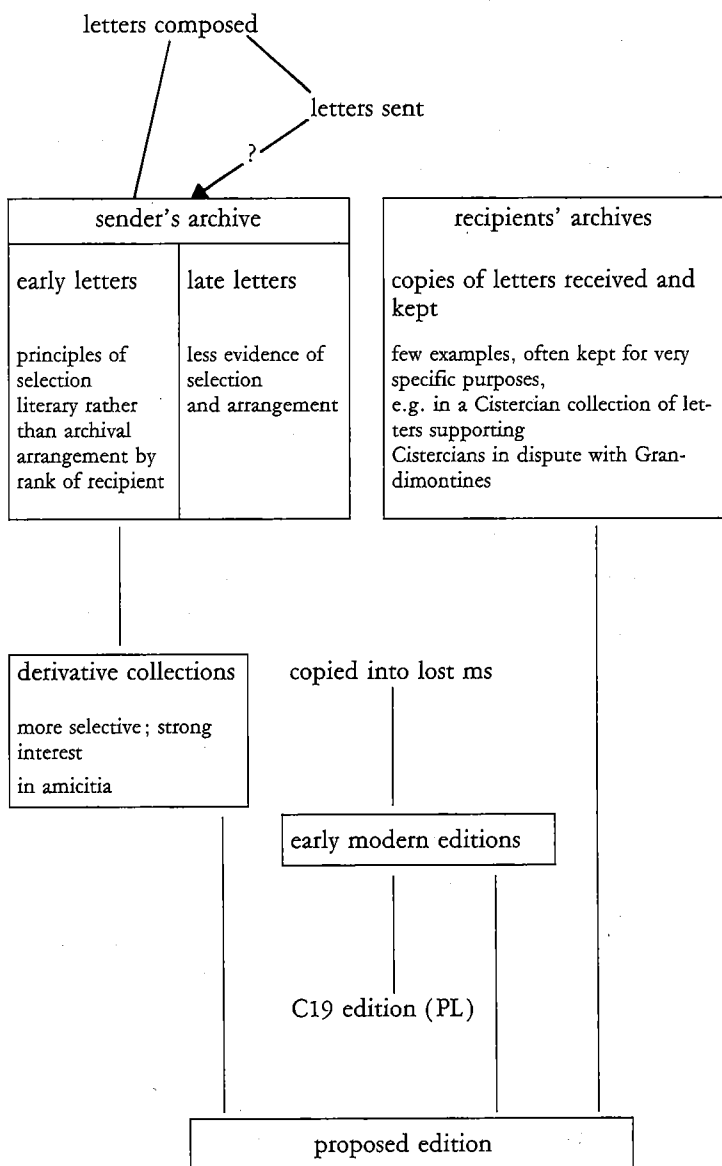 letters composed
letters sent
?
sender's archive
early letters
principles of
selection
literary rather
than archival
arrangement by
rank of recipient
late letters
less evidence of
selection
and arrangement
recipients' archives
copies of letters received and
kept
few examples, often kept for very
specific purposes,
e.g. in a Cistercian collection of let-
ters supporting
Cistercians in dispute with Gran-
dimontines
derivative collections
more selective; strong
interest
in amicitia
copied into lost ms
early modern editions
C19 edition (PL)
proposed edition